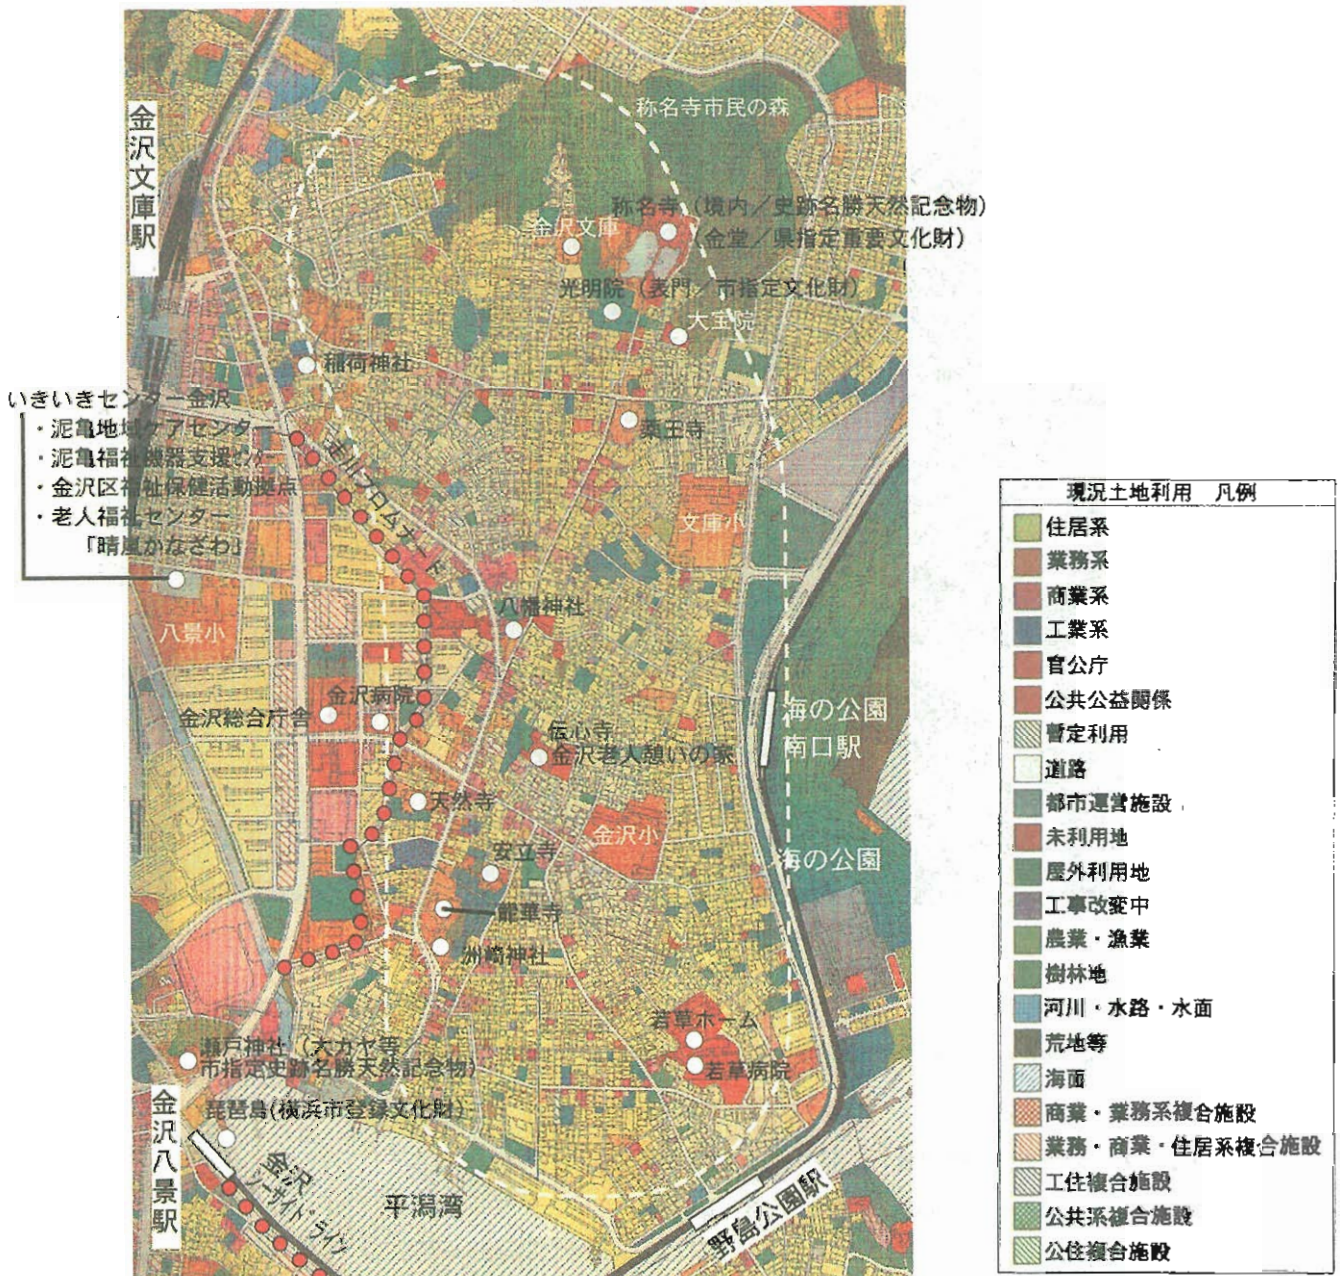 金沢文庫駅
称名寺市民の森
称名寺 (境内／史跡名勝天然記念物)
(金堂／県指定重要文化財)
金沢文庫
光明院 (表門／市指定文化財)
大宝院
稲荷神社
いきいきセンター金沢
・泥亀地域ケアセンター
・泥亀福祉機器支援センター
・金沢区福祉保健活動拠点
・老人福祉センター
「晴嵐かなざわ」
走川プロムナード
薬王寺
文庫小
八幡神社
八景小
金沢病院
金沢総合庁舎
伝心寺
金沢老人憩いの家
海の公園
南口駅
天然寺
金沢小
海の公園
安立寺
龍華寺
洲崎神社
若草ホーム
若草病院
瀬戸神社 (大カヤ等
市指定史跡名勝天然記念物)
琵琶島(横浜市登録文化財)
金沢八景駅
金沢
シーサイドライン
平潟湾
野島公園駅
現況土地利用 凡例
住居系
業務系
商業系
工業系
官公庁
公共公益関係
暫定利用
道路
都市運営施設
未利用地
屋外利用地
工事改変中
農業・漁業
樹林地
河川・水路・水面
荒地等
海面
商業・業務系複合施設
業務・商業・住居系複合施設
工住複合施設
公共系複合施設
公住複合施設